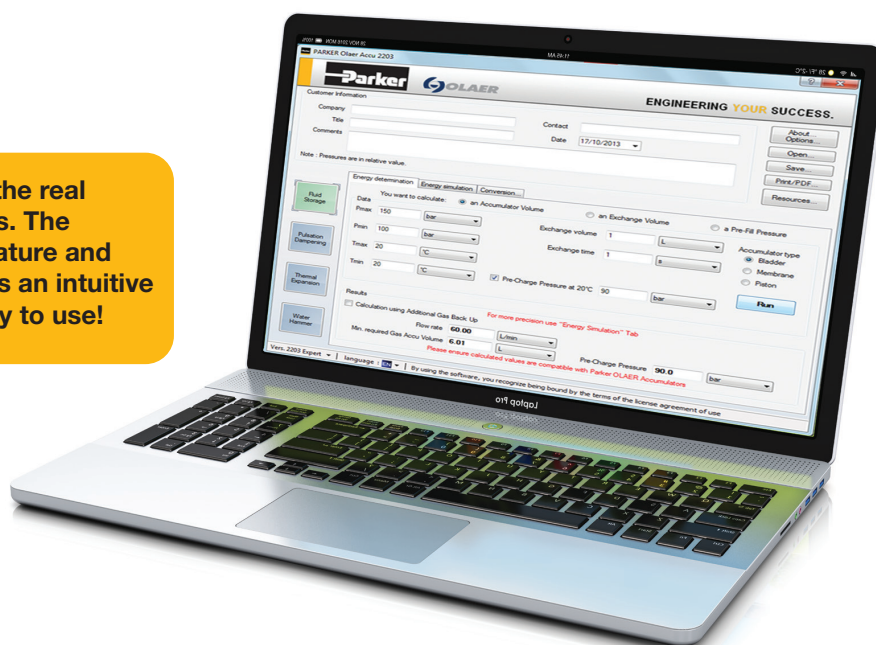 the real
s. The
ature and
s an intuitive
y to use!
PARKER Olaer Accu 2203
Parker OLAER
ENGINEERING YOUR SUCCESS.
Customer Information
Company
Title
Comments
Contact
Date 17/10/2013
About...
Options...
Open...
Save...
Print/PDF...
Resources...
Note : Pressures are in relative value.
Energy determination Energy simulation Conversion...
Fluid Storage
Pulsation Dampening
Thermal Expansion
Water Hammer
Data You want to calculate: an Accumulator Volume an Exchange Volume a Pre-Fill Pressure
Pmax 150 bar
Pmin 100 bar
Tmax 20 °C
Tmin 20 °C
Exchange volume 1 L
Exchange time 1 s
Accumulator type
Bladder
Membrane
Piston
Pre-Charge Pressure at 20°C 90 bar
Run
Results
Calculation using Additional Gas Back Up For more precision use "Energy Simulation" Tab
Flow rate 60.00 L/min
Min. required Gas Accu Volume 6.01 L
Pre-Charge Pressure 90.0 bar
Please ensure calculated values are compatible with Parker OLAER Accumulators
Vers. 2203 Expert language : EN By using the software, you recognize being bound by the terms of the license agreement of use
Laptop Pro